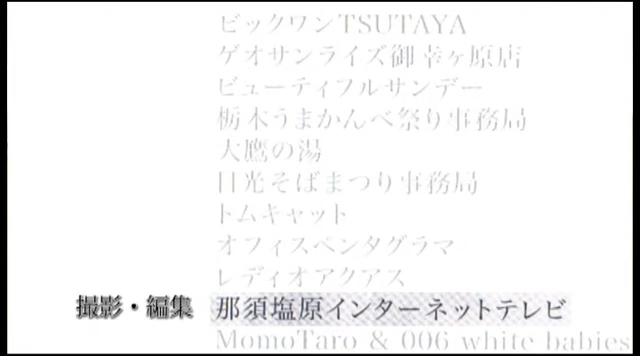 ビックワンTSUTAYA
ゲオサンライズ御幸ヶ原店
ビューティフルサンデー
栃木うまかんべ祭り事務局
大鷹の湯
日光そばまつり事務局
トムキャット
オフィスペンタグラマ
レディオアクアス
撮影・編集 那須塩原インターネットテレビ
MomoTaro & 006 white babies